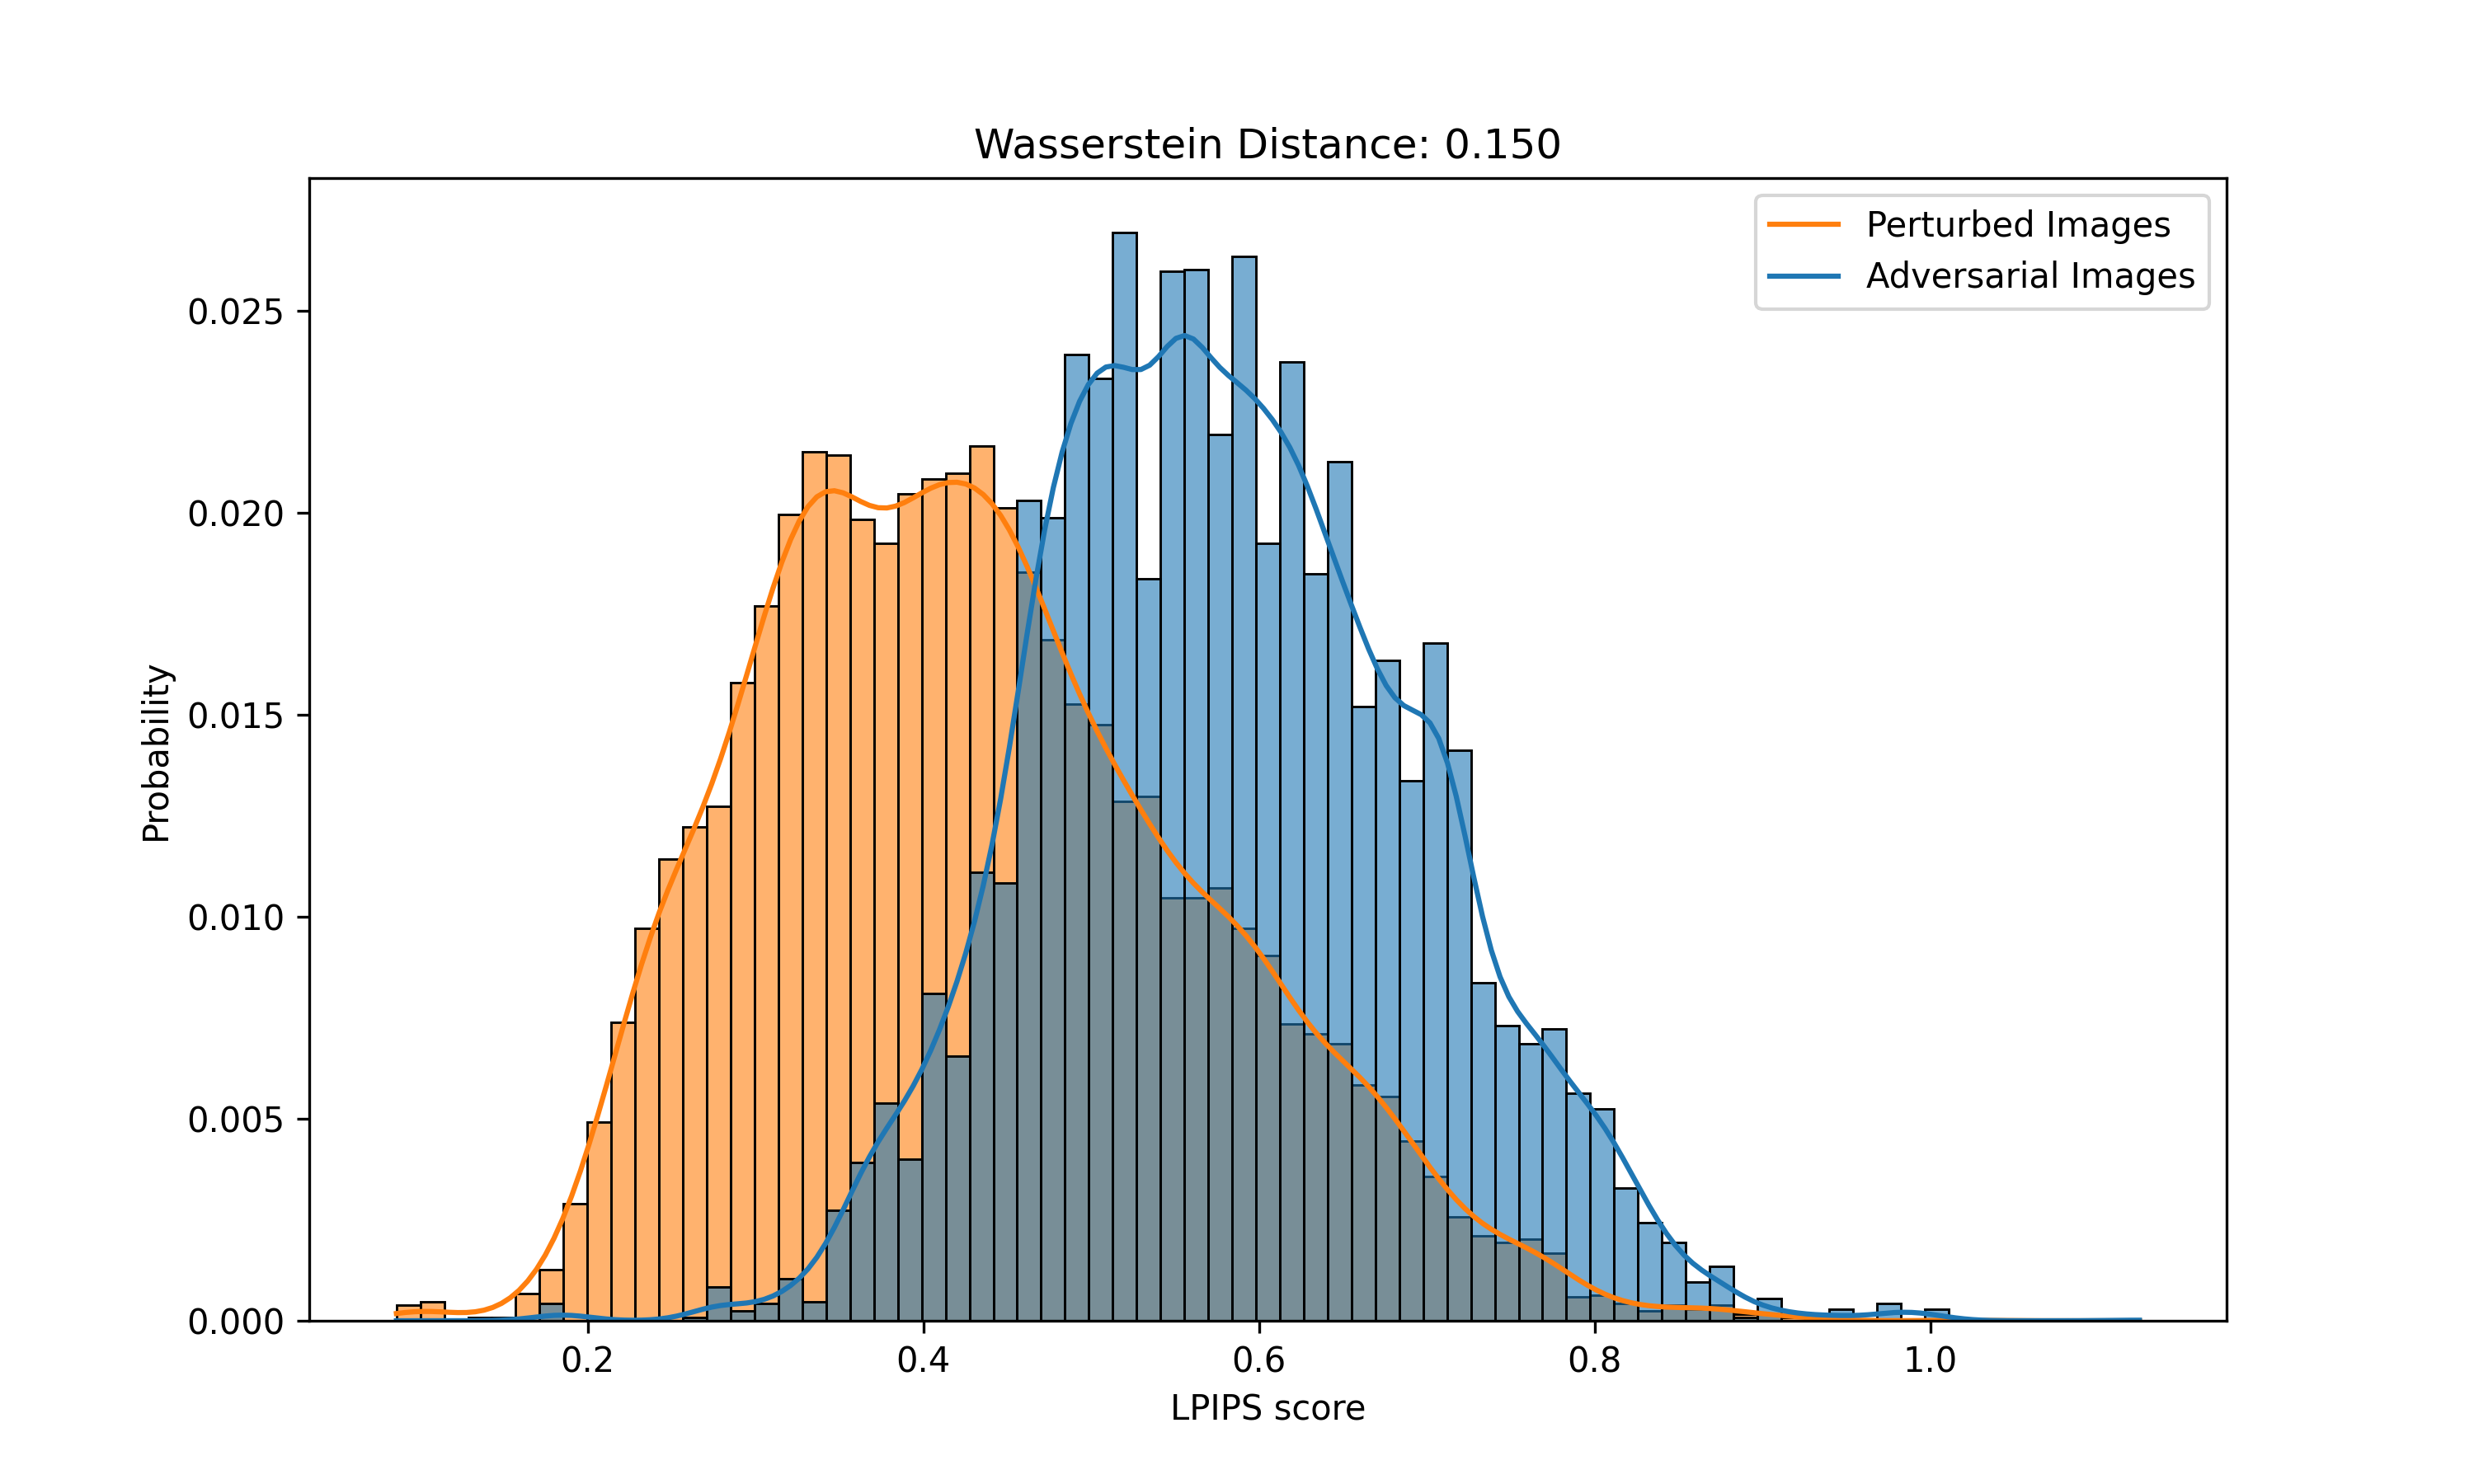 Wasserstein Distance: 0.150
Perturbed Images
Adversarial Images
0.025
0.020
0.015
0.010
0.005
0.000
Probability
0.2 0.4 0.6 0.8 1.0
LPIPS score